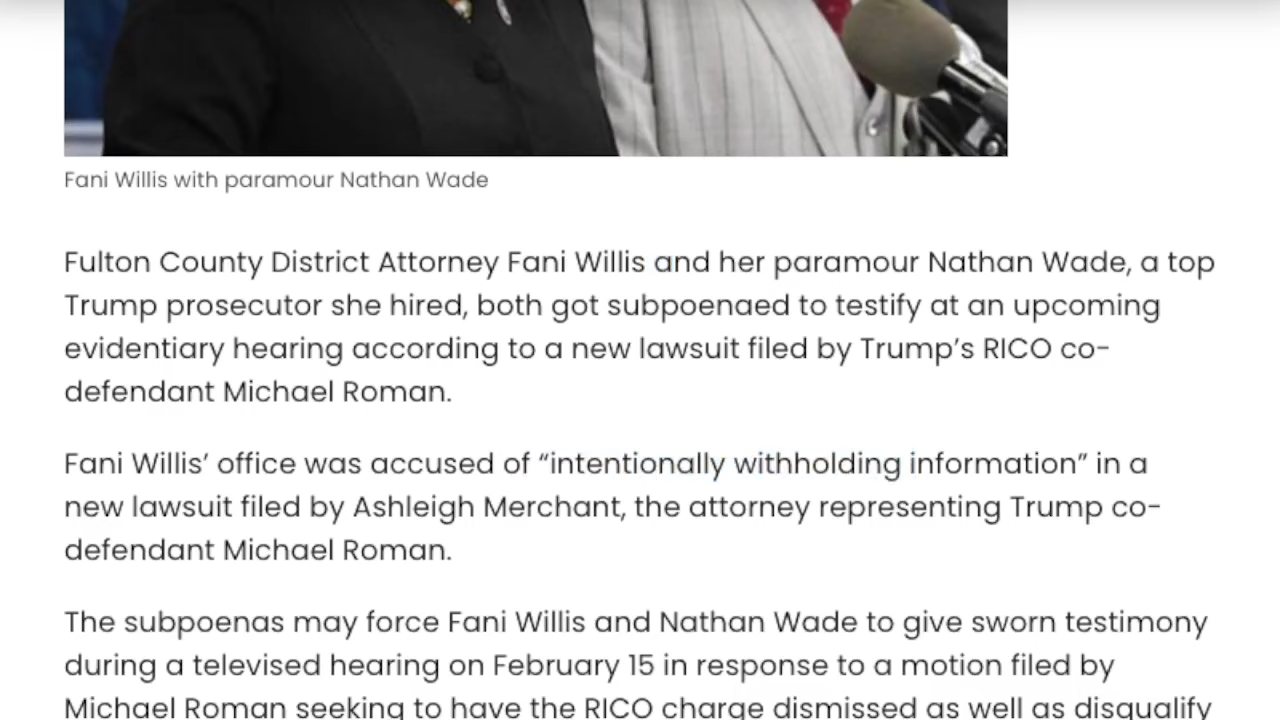 Fani Willis with paramour Nathan Wade
Fulton County District Attorney Fani Willis and her paramour Nathan Wade, a top
Trump prosecutor she hired, both got subpoenaed to testify at an upcoming
evidentiary hearing according to a new lawsuit filed by Trump’s RICO co-
defendant Michael Roman.
Fani Willis’ office was accused of “intentionally withholding information” in a
new lawsuit filed by Ashleigh Merchant, the attorney representing Trump co-
defendant Michael Roman.
The subpoenas may force Fani Willis and Nathan Wade to give sworn testimony
during a televised hearing on February 15 in response to a motion filed by
Michael Roman seeking to have the RICO charge dismissed as well as disqualify